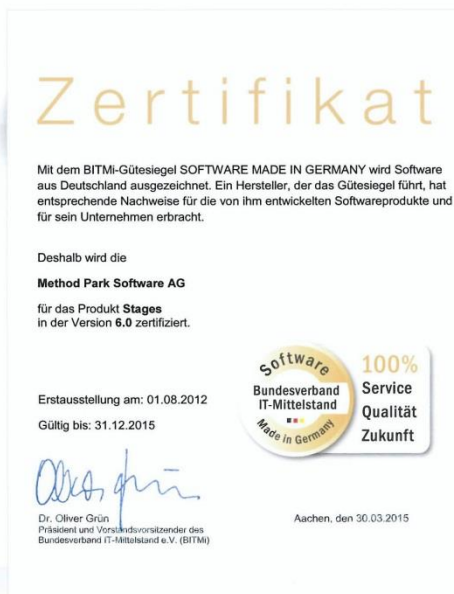 Zertifikat
Mit dem BITMi-Gütesiegel SOFTWARE MADE IN GERMANY wird Software
aus Deutschland ausgezeichnet. Ein Hersteller, der das Gütesiegel führt, hat
entsprechende Nachweise für die von ihm entwickelten Softwareprodukte und
für sein Unternehmen erbracht.
Deshalb wird die
Method Park Software AG
für das Produkt Stages
in der Version 6.0 zertifiziert.
Software
Bundesverband
IT-Mittelstand
Made in Germany
100%
Service
Qualität
Zukunft
Erstausstellung am: 01.08.2012
Gültig bis: 31.12.2015
Dr. Oliver Grün
Präsident und Vorstandsvorsitzender des
Bundesverband IT-Mittelstand e.V. (BITMi)
Aachen, den 30.03.2015